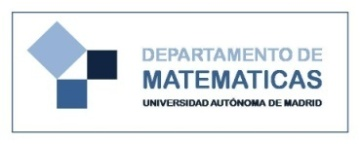 DEPARTAMENTO DE
MATEMATICAS
UNIVERSIDAD AUTÓNOMA DE MADRID